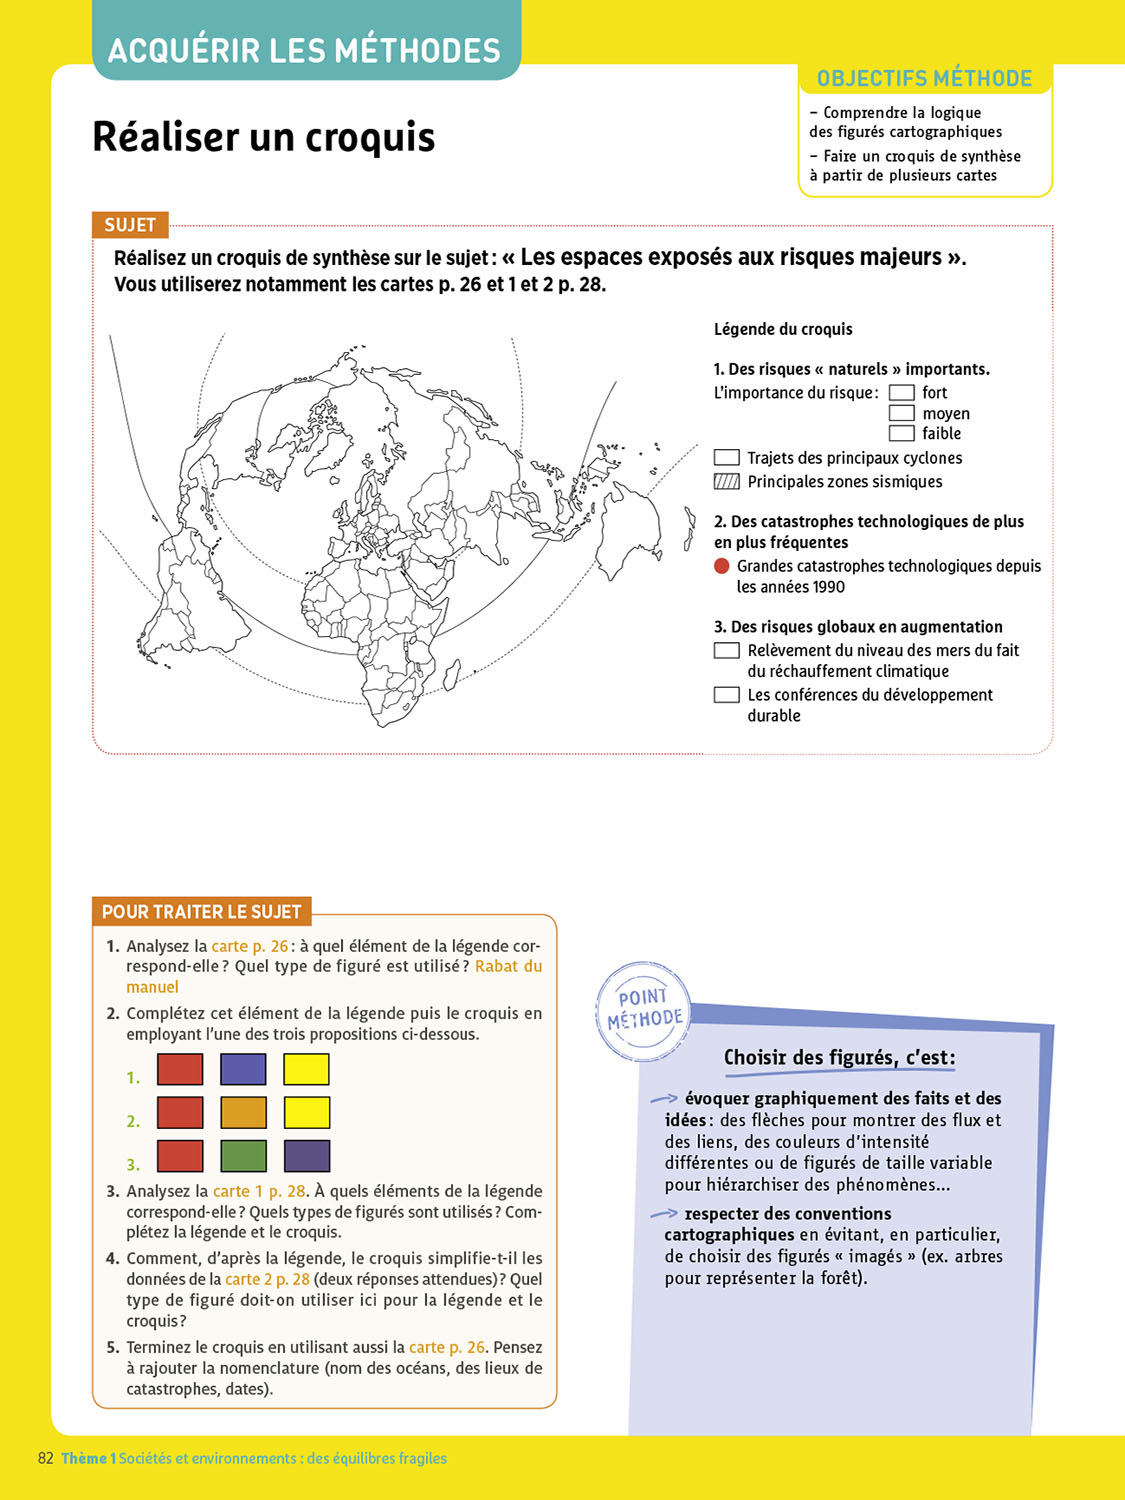 ACQUÉRIR LES MÉTHODES
OBJECTIFS MÉTHODE
– Comprendre la logique
des figurés cartographiques
– Faire un croquis de synthèse
à partir de plusieurs cartes
Réaliser un croquis
SUJET
Réalisez un croquis de synthèse sur le sujet : « Les espaces exposés aux risques majeurs ».
Vous utiliserez notamment les cartes p. 26 et 1 et 2 p. 28.
Légende du croquis
1. Des risques « naturels » importants.
L'importance du risque : fort
moyen
faible
Trajets des principaux cyclones
Principales zones sismiques
2. Des catastrophes technologiques de plus
en plus fréquentes
Grandes catastrophes technologiques depuis
les années 1990
3. Des risques globaux en augmentation
Relèvement du niveau des mers du fait
du réchauffement climatique
Les conférences du développement
durable
POUR TRAITER LE SUJET
1. Analysez la carte p. 26 : à quel élément de la légende cor-
respond-elle ? Quel type de figuré est utilisé ? Rabat du
manuel
2. Complétez cet élément de la légende puis le croquis en
employant l'une des trois propositions ci-dessous.
1.
2.
3.
3. Analysez la carte 1 p. 28. À quels éléments de la légende
correspond-elle ? Quels types de figurés sont utilisés ? Com-
plétez la légende et le croquis.
4. Comment, d'après la légende, le croquis simplifie-t-il les
données de la carte 2 p. 28 (deux réponses attendues) ? Quel
type de figuré doit-on utiliser ici pour la légende et le
croquis ?
5. Terminez le croquis en utilisant aussi la carte p. 26. Pensez
à rajouter la nomenclature (nom des océans, des lieux de
catastrophes, dates).
POINT
MÉTHODE
Choisir des figurés, c'est :
évoquer graphiquement des faits et des
idées : des flèches pour montrer des flux et
des liens, des couleurs d'intensité
différentes ou de figurés de taille variable
pour hiérarchiser des phénomènes...
respecter des conventions
cartographiques en évitant, en particulier,
de choisir des figurés « imagés » (ex. arbres
pour représenter la forêt).
82 Thème 1 Sociétés et environnements : des équilibres fragiles